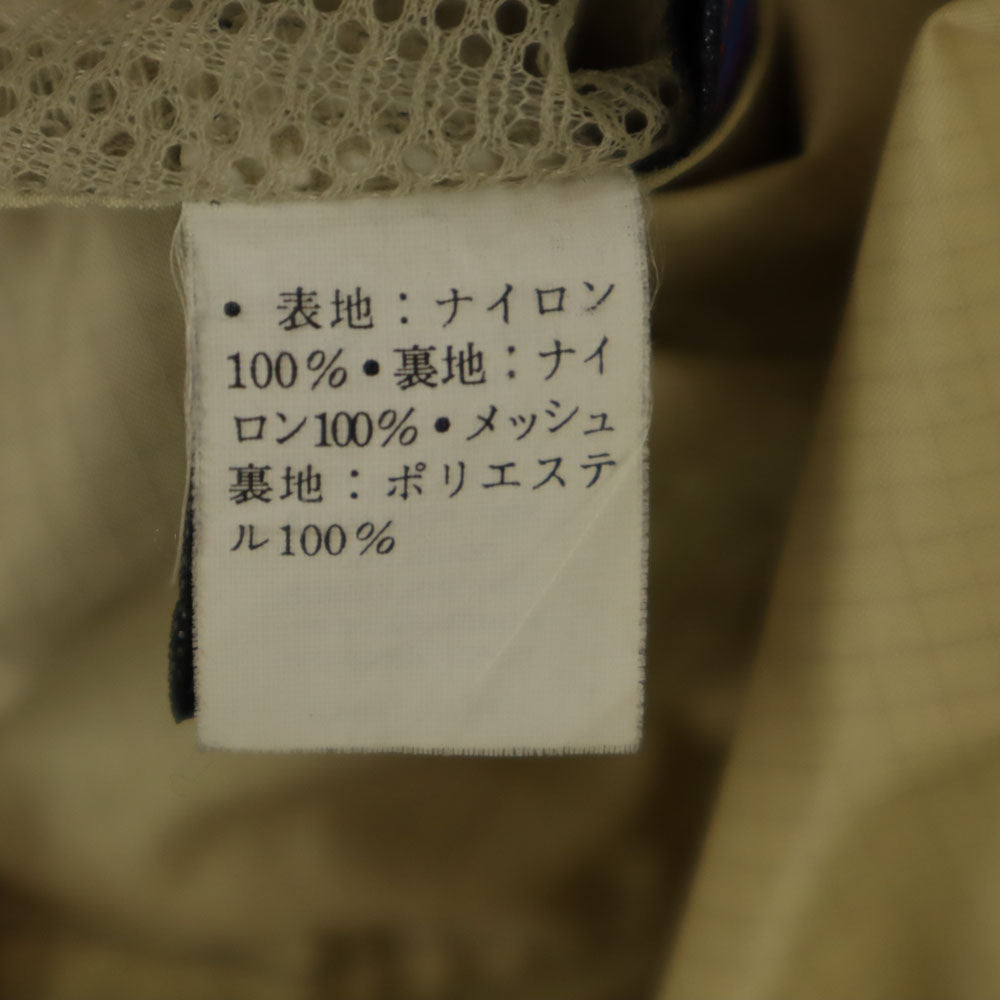 • 表地：ナイロン
100%•裏地：ナイ
ロン100%•メッシュ
裏地：ポリエステ
ル100%